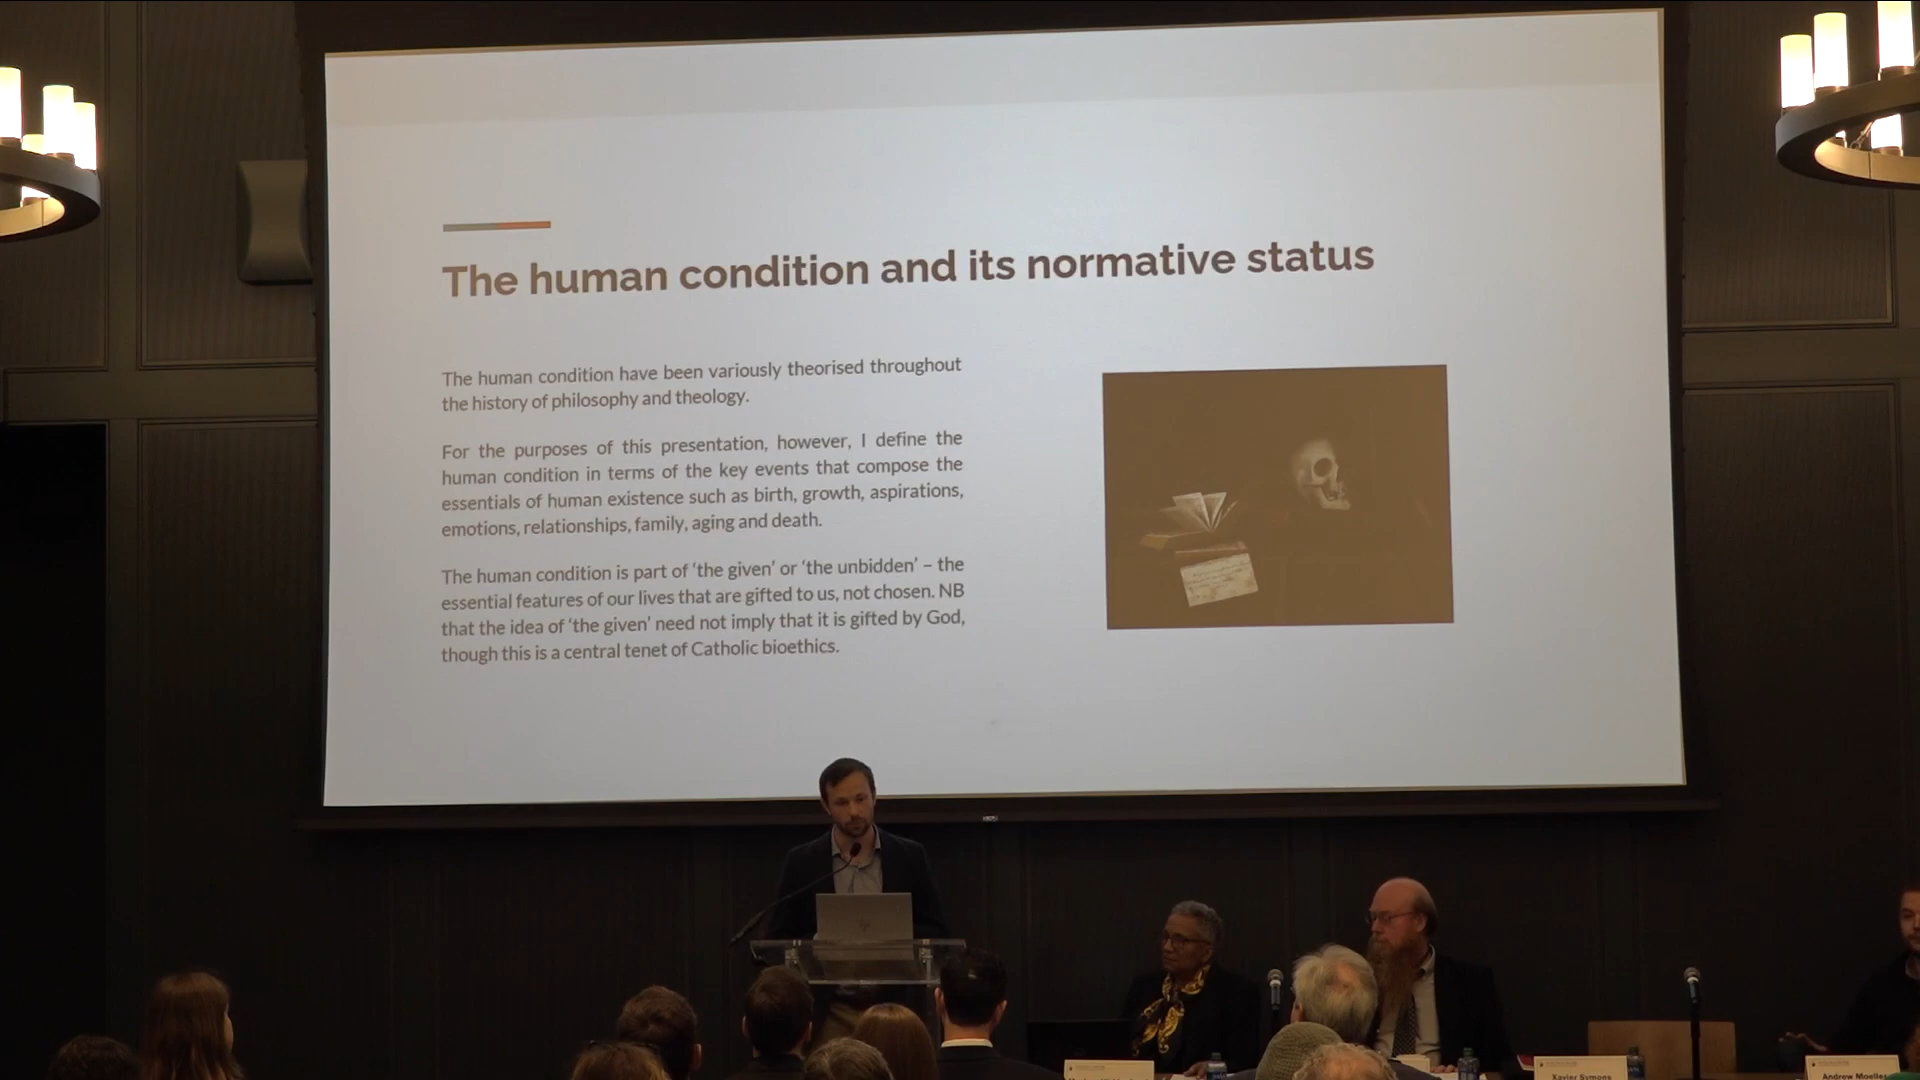 The human condition and its normative status
The human condition have been variously theorised throughout
the history of philosophy and theology.
For the purposes of this presentation, however, I define the
human condition in terms of the key events that compose the
essentials of human existence such as birth, growth, aspirations,
emotions, relationships, family, aging and death.
The human condition is part of ‘the given’ or ‘the unbidden’ – the
essential features of our lives that are gifted to us, not chosen. NB
that the idea of ‘the given’ need not imply that it is gifted by God,
though this is a central tenet of Catholic bioethics.
Xavier Symons
Andrew Moelle